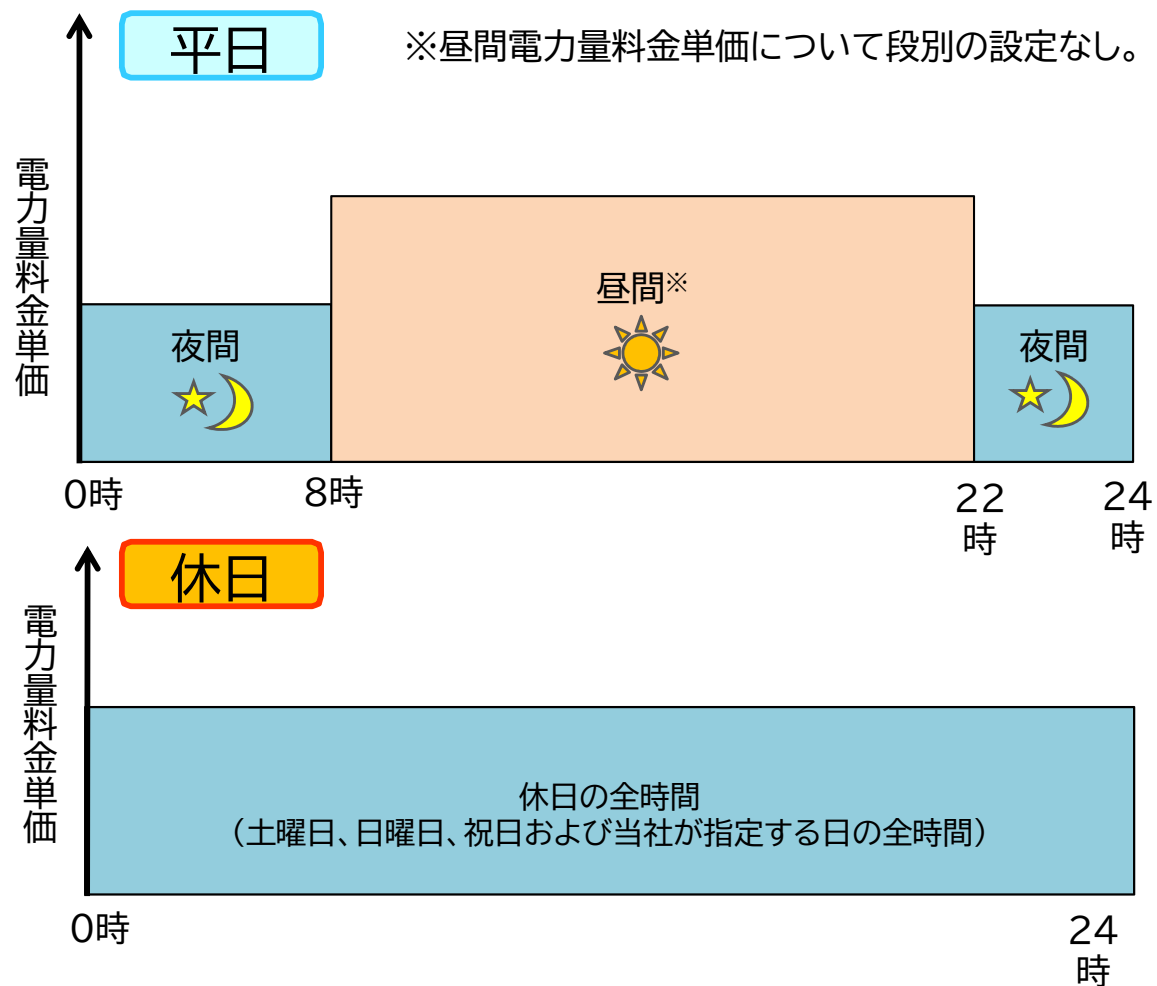 平日
※昼間電力量料金単価について段別の設定なし。
電力量料金単価
昼間※
夜間
夜間
0時
8時
22
時
24
時
休日
電力量料金単価
休日の全時間
（土曜日、日曜日、祝日および当社が指定する日の全時間）
0時
24
時